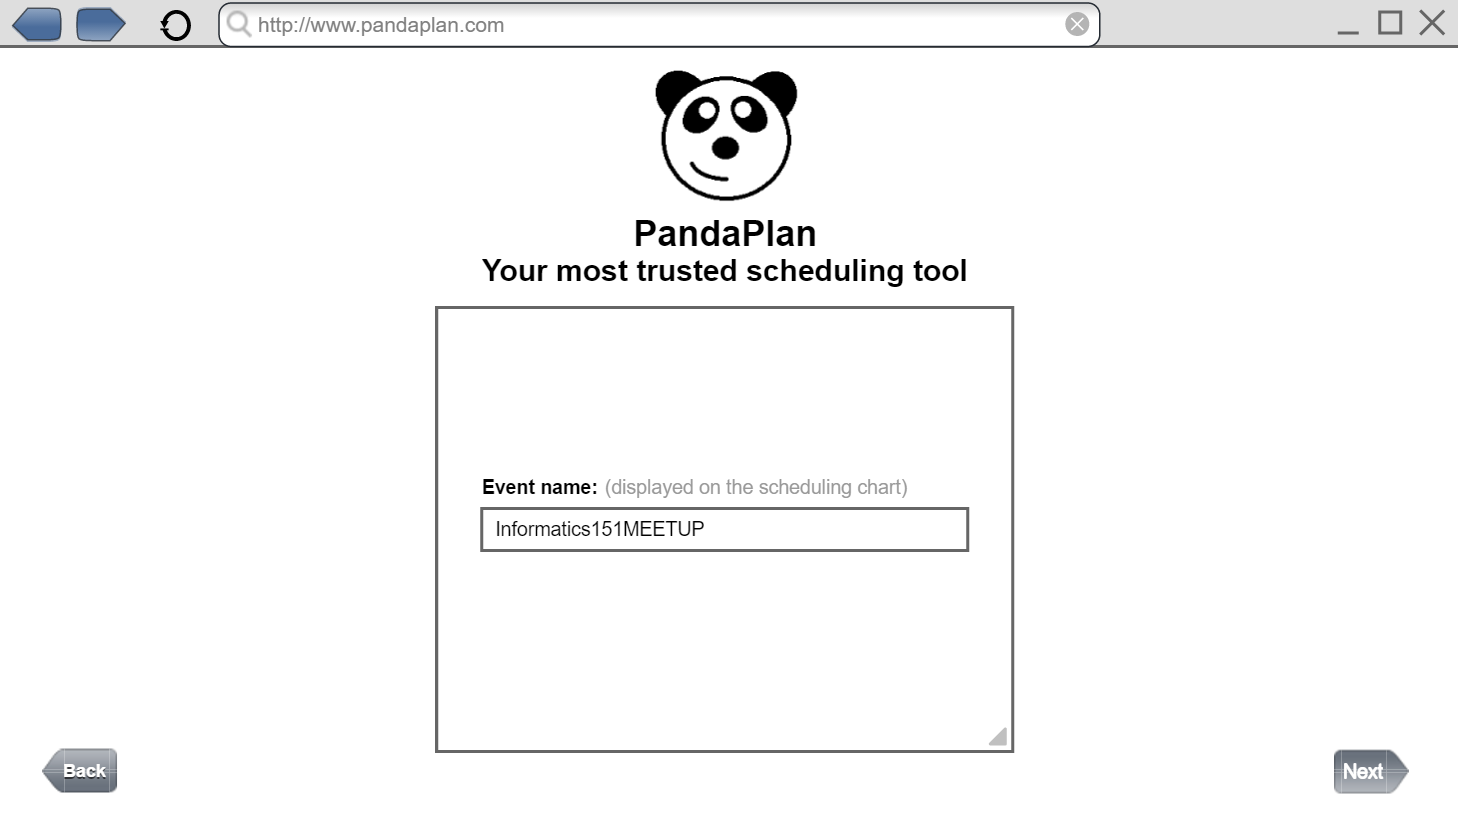 http://www.pandaplan.com
PandaPlan
Your most trusted scheduling tool
Event name: (displayed on the scheduling chart)
Informatics151MEETUP
Back
Next